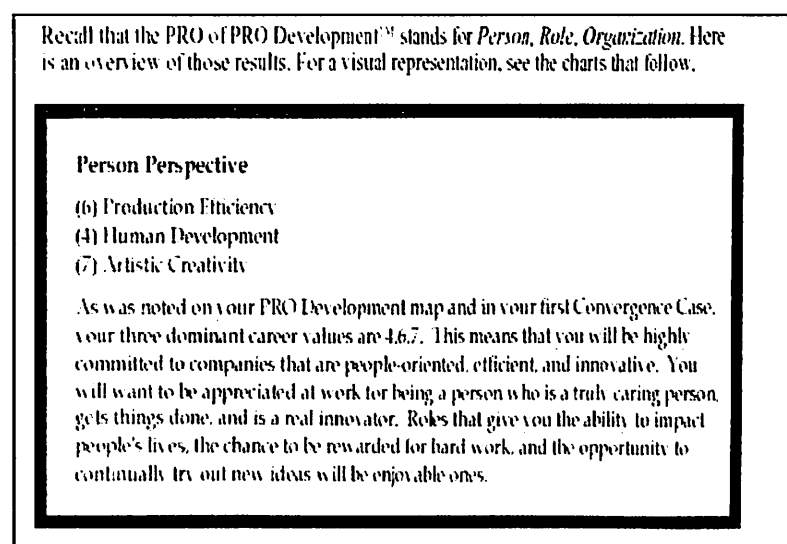 Recall that the PRO of PRO Development™ stands for Person, Role, Organization. Here
is an overview of those results. For a visual representation, see the charts that follow.
Person Perspective
(6) Production Efficiency
(4) Human Development
(7) Artistic Creativity
As was noted on your PRO Development map and in your first Convergence Case,
your three dominant career values are 4,6,7. This means that you will be highly
committed to companies that are people-oriented, efficient, and innovative. You
will want to be appreciated at work for being a person who is a truly caring person,
gets things done, and is a real innovator. Roles that give you the ability to impact
people's lives, the chance to be rewarded for hard work, and the opportunity to
continually try out new ideas will be enjoyable ones.